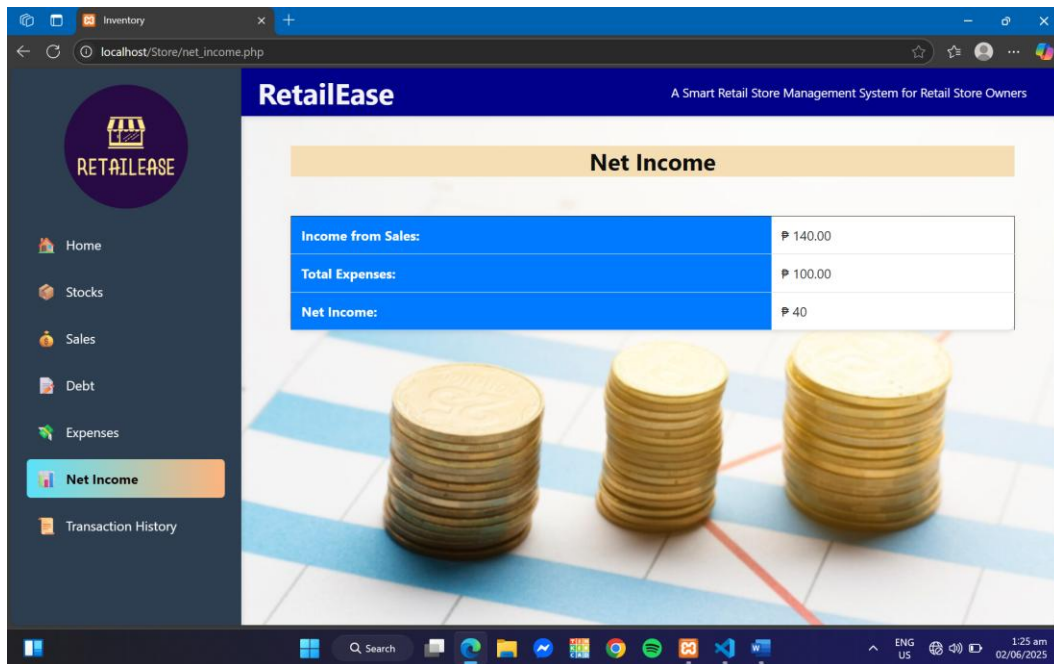 Inventory
localhost/Store/net_income.php
RETAILEASE
RetailEase
A Smart Retail Store Management System for Retail Store Owners
Home
Stocks
Sales
Debt
Expenses
Net Income
Transaction History
Net Income
Income from Sales: ₱ 140.00
Total Expenses: ₱ 100.00
Net Income: ₱ 40
Search
ENG
US
1:25 am
02/06/2025